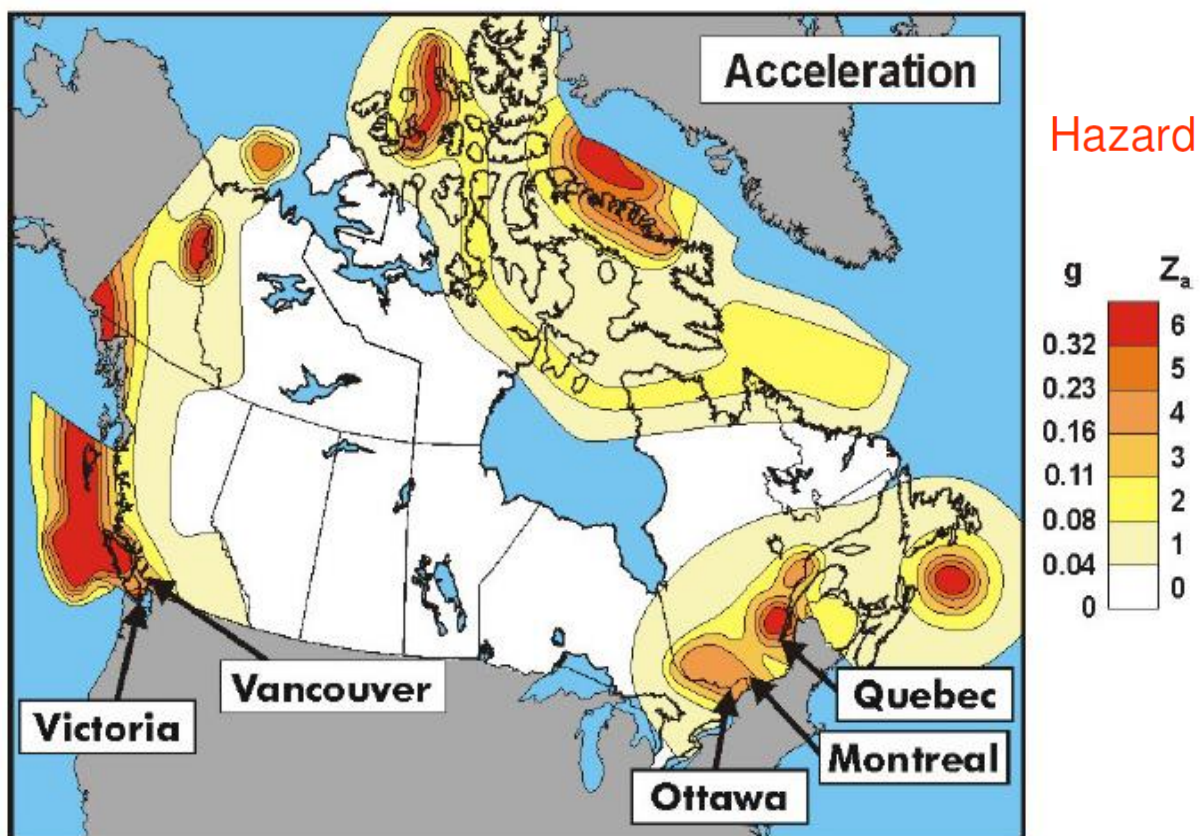 Acceleration
Hazard
g Z_a
6
0.32
5
0.23
4
0.16
3
0.11
2
0.08
1
0.04
0 0
Vancouver
Victoria
Quebec
Montreal
Ottawa